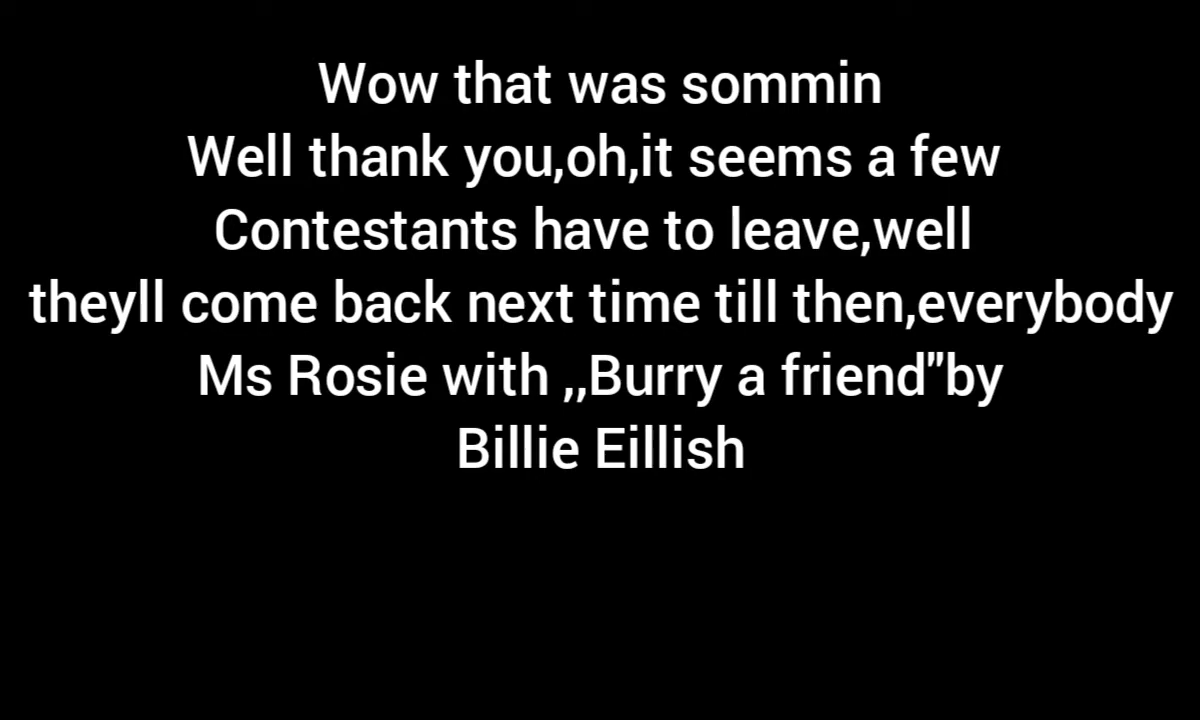 Wow that was sommin
Well thank you,oh,it seems a few
Contestants have to leave,well
theyll come back next time till then,everybody
Ms Rosie with ,,Burry a friend"by
Billie Eillish